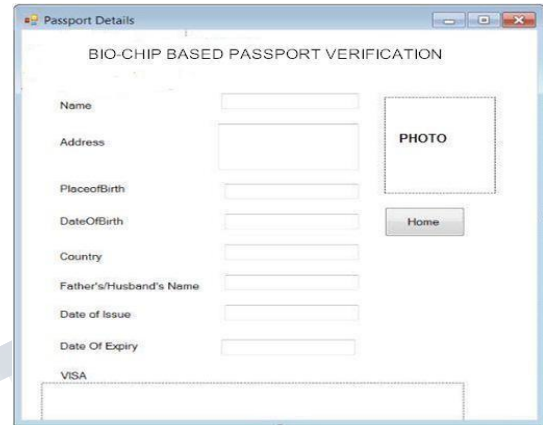 Passport Details
BIO-CHIP BASED PASSPORT VERIFICATION
Name
PHOTO
Address
PlaceofBirth
DateOfBirth
Home
Country
Father's/Husband's Name
Date of Issue
Date Of Expiry
VISA